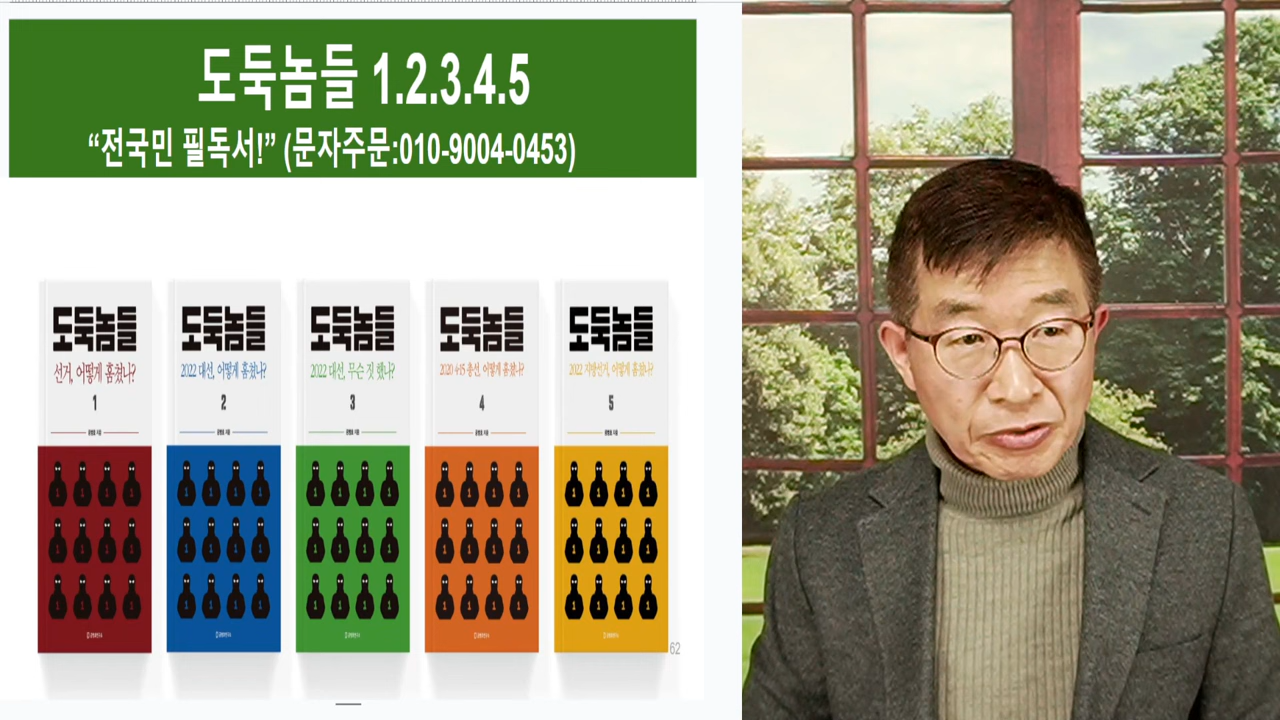 도둑놈들 1.2.3.4.5
“전국민 필독서!” (문자주문:010-9004-0453)
도둑놈들
선거, 어떻게 훔쳤나?
1
도둑놈들
2022 대선, 어떻게 훔쳤나?
2
도둑놈들
2022 대선, 무슨 짓 했나?
3
도둑놈들
2020 4·15 총선, 어떻게 훔쳤나?
4
도둑놈들
2022 지방선거, 어떻게 훔쳤나?
5
62